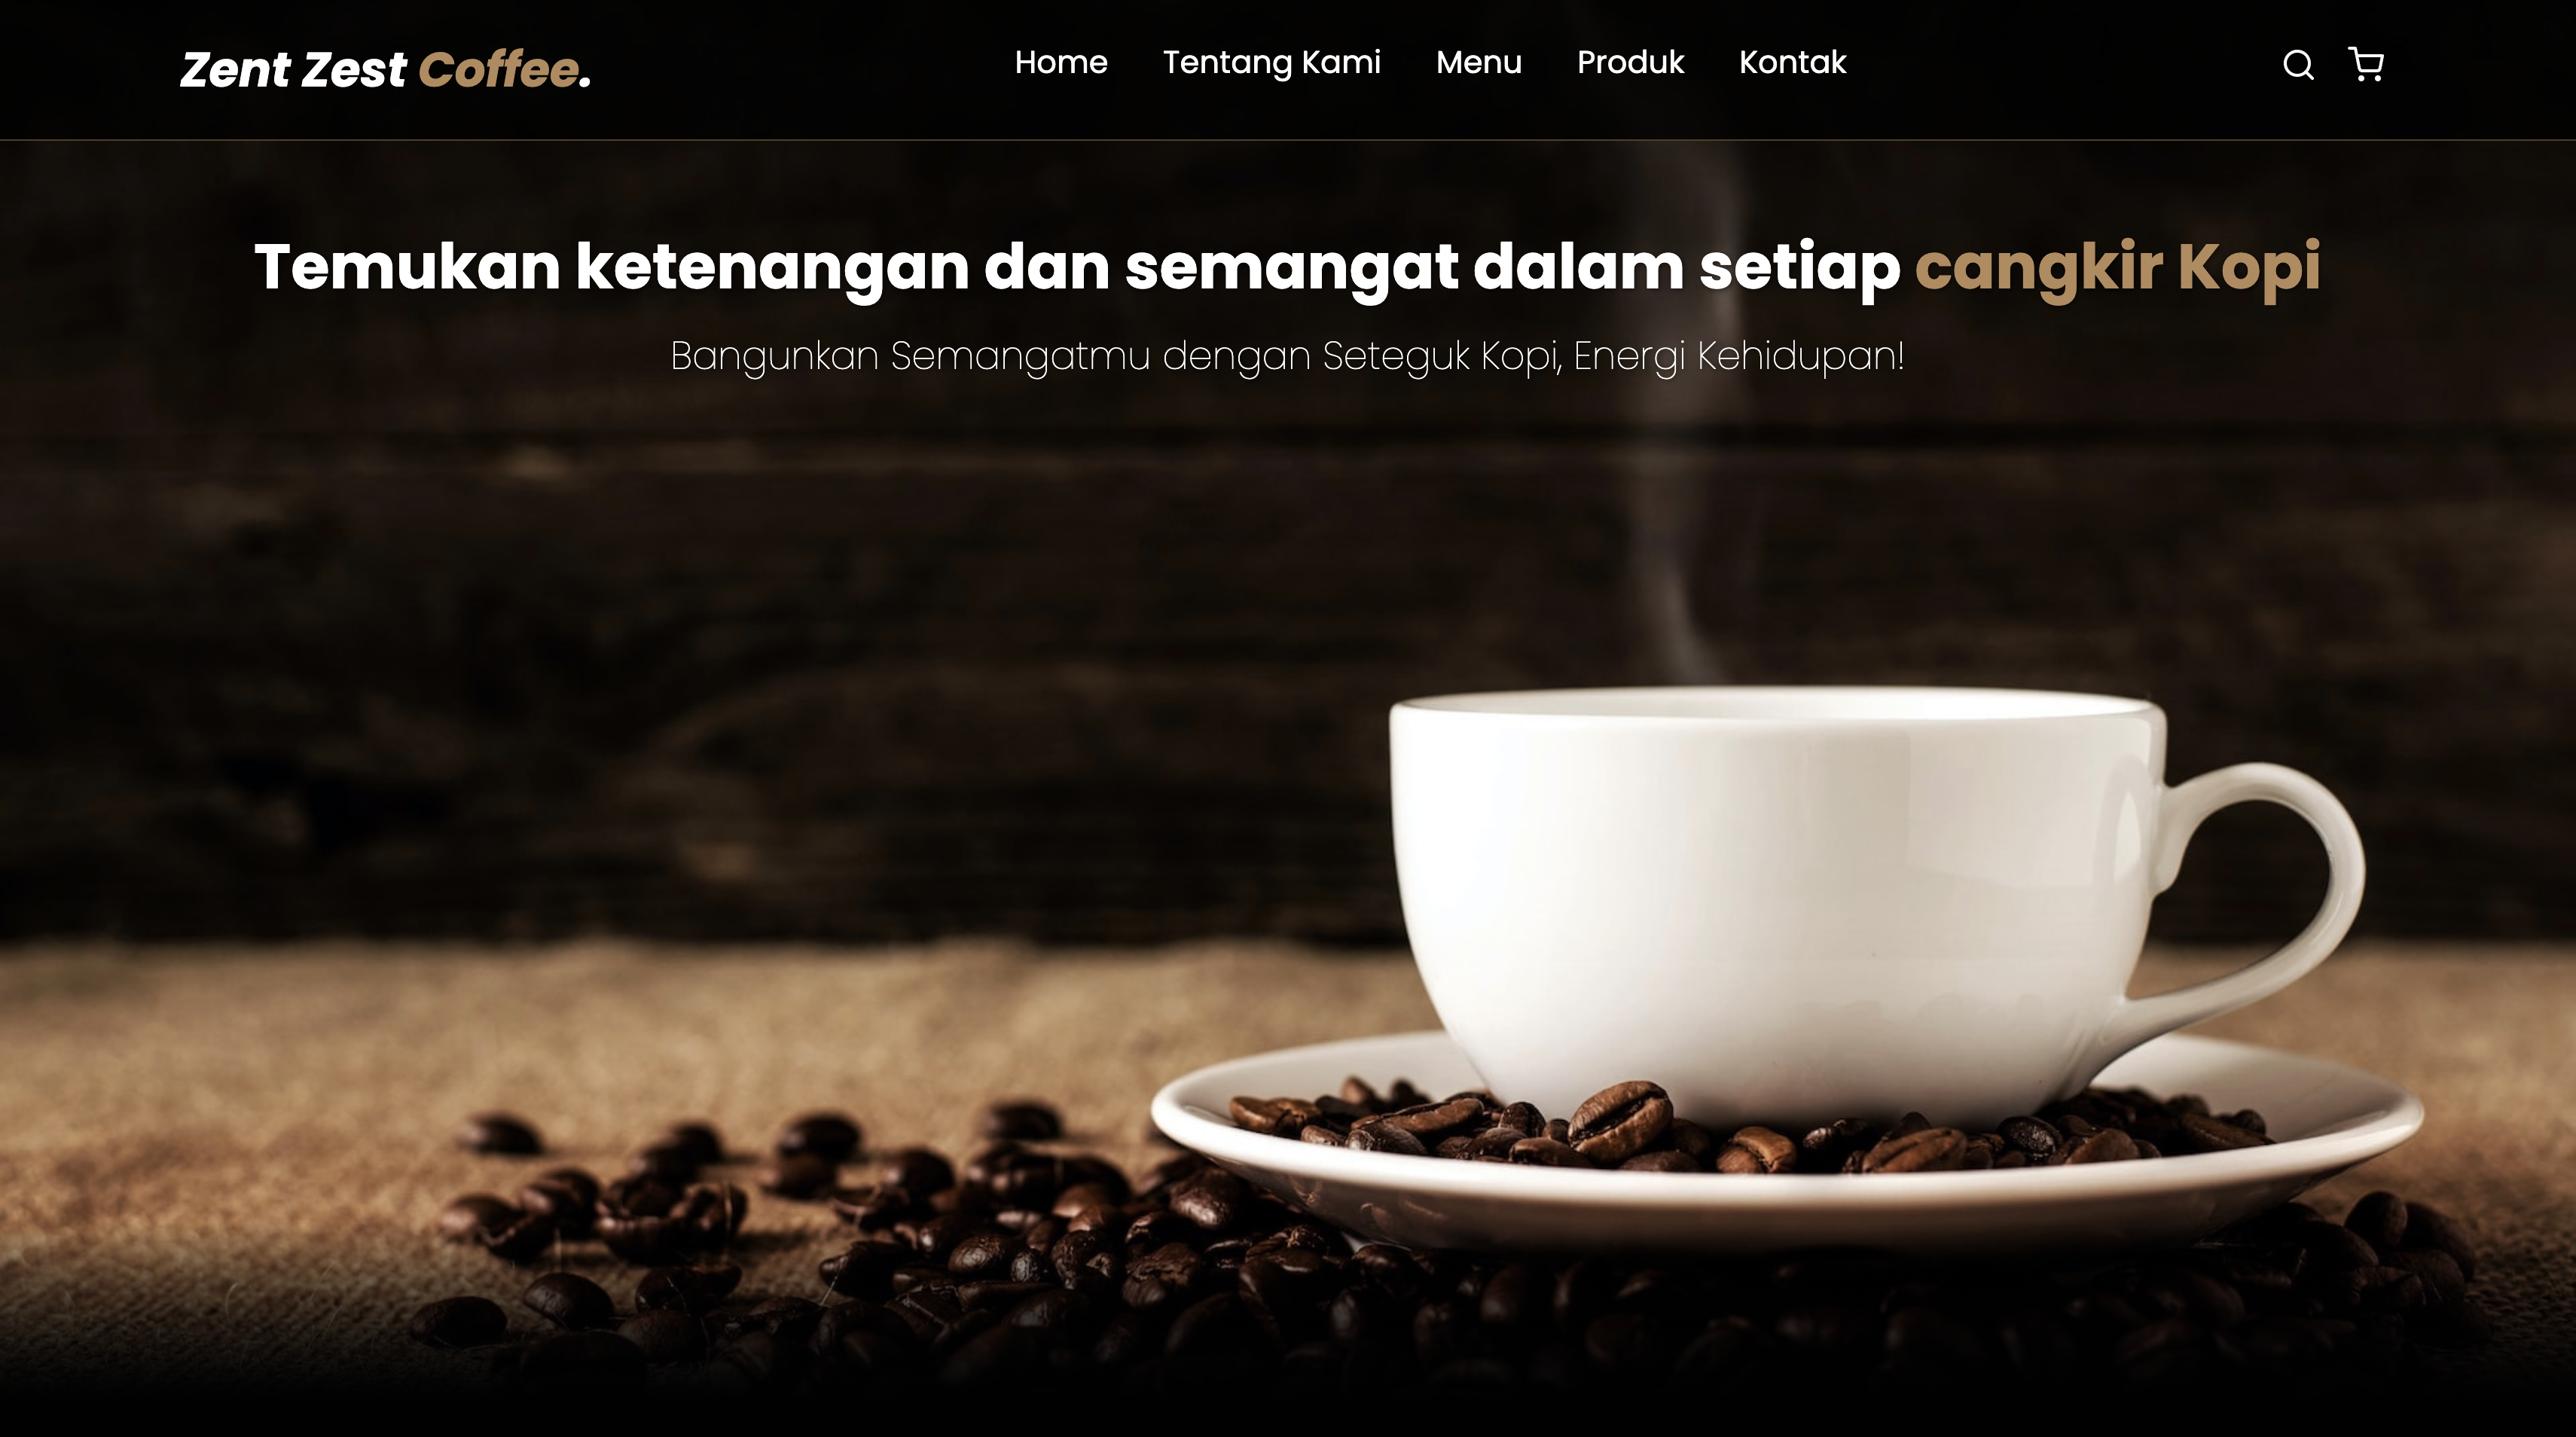 Zent Zest Coffee.
Home Tentang Kami Menu Produk Kontak
Temukan ketenangan dan semangat dalam setiap cangkir Kopi
Bangunkan Semangatmu dengan Seteguk Kopi, Energi Kehidupan!